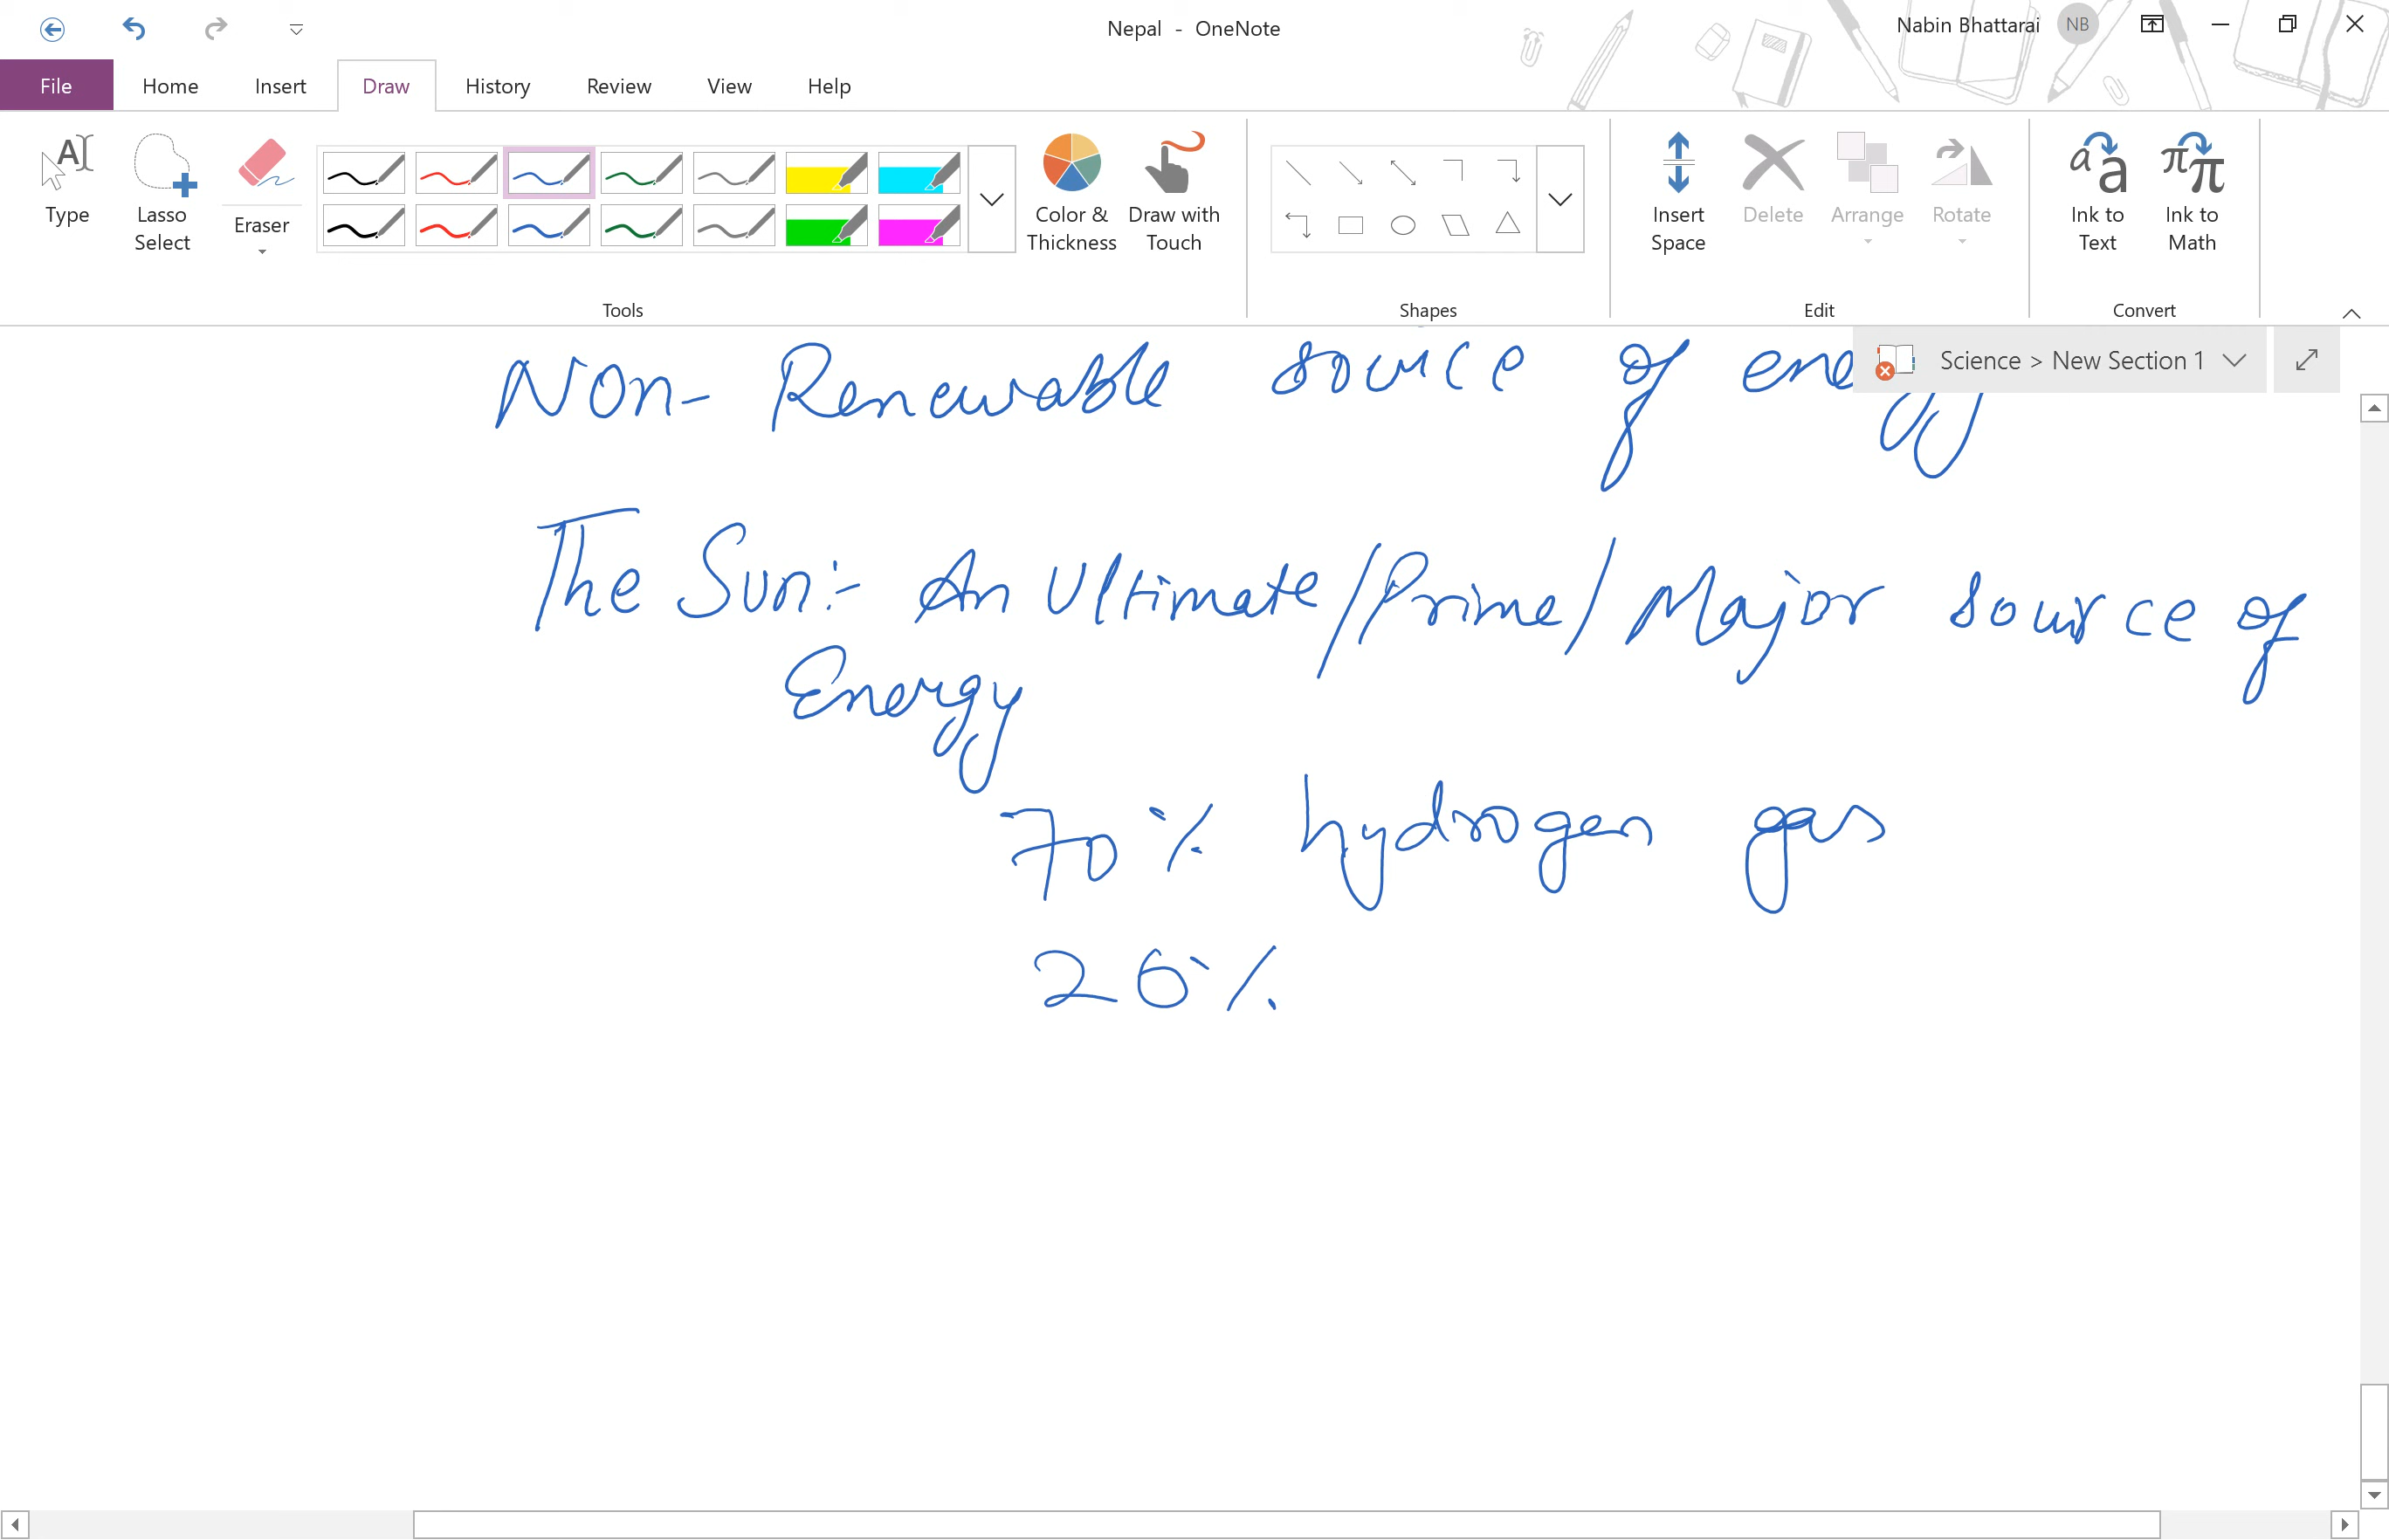 Nepal - OneNote
Nabin Bhattarai NB
File Home Insert Draw History Review View Help
Type
Lasso Select
Eraser
Color & Thickness
Draw with Touch
Insert Space
Delete
Arrange
Rotate
Ink to Text
Ink to Math
Tools Shapes Edit Convert
Science > New Section 1
Non- Renewable source of energy
The Sun:- An Ultimate/Prime/Major source of
Energy
70% hydrogen gas
26%